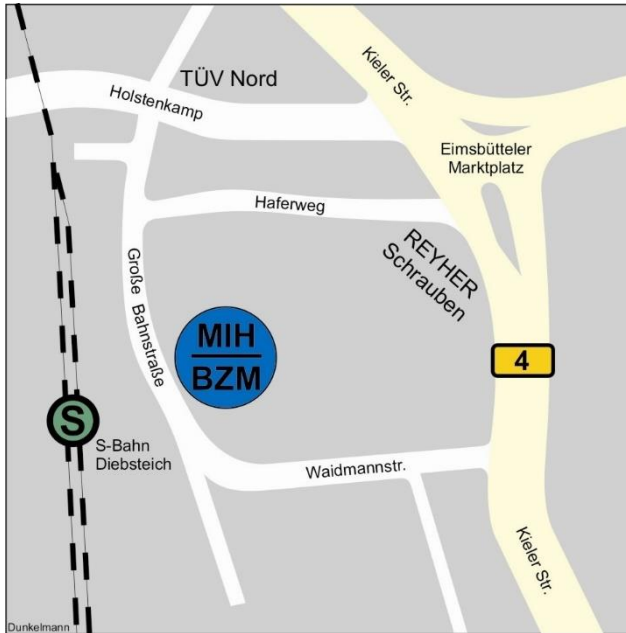 Kieler Str.
TÜV Nord
Holstenkamp
Eimsbütteler
Marktplatz
Haferweg
REYHER
Schrauben
Große Bahnstraße
MIH
BZM
4
S
S-Bahn
Diebsteich
Waidmannstr.
Kieler Str.
Dunkelmann